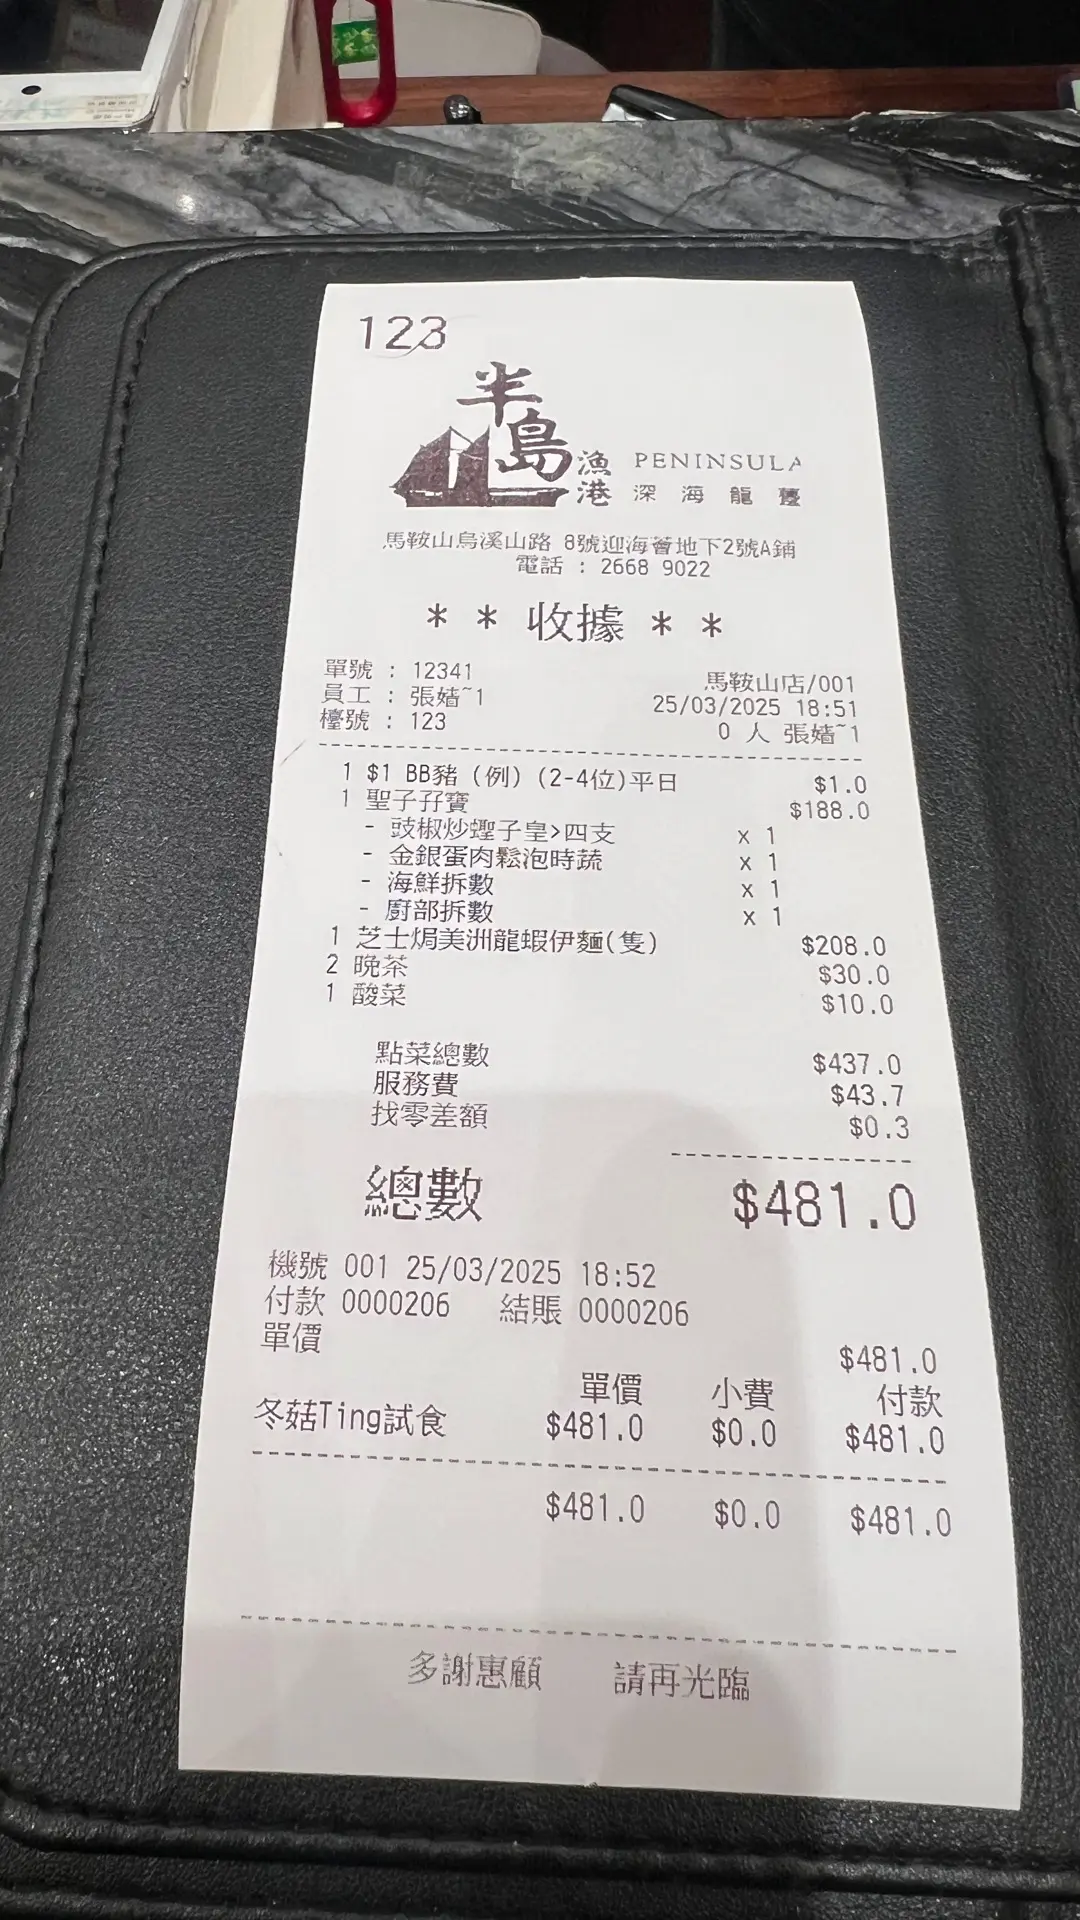 123
半島漁港 PENINSULA
深海龍躉
馬鞍山烏溪沙路 8號迎海薈地下2號A鋪
電話 : 2668 9022
* * 收據 * *
單號 : 12341 馬鞍山店/001
員工 : 張嬙~1 25/03/2025 18:51
檯號 : 123 0 人 張嬙~1
1 $1 BB豬 (例) (2-4位)平日 $1.0
1 聖子孖寶 $188.0
- 豉椒炒蟶子皇>四支 x 1
- 金銀蛋肉鬆泡時蔬 x 1
- 海鮮拆數 x 1
- 廚部拆數 x 1
1 芝士焗美洲龍蝦伊麵(隻) $208.0
2 晚茶 $30.0
1 酸菜 $10.0
點菜總數 $437.0
服務費 $43.7
找零差額 $0.3
總數 $481.0
機號 001 25/03/2025 18:52
付款 0000206 結賬 0000206
單價 $481.0
單價 小費 付款
冬菇Ting試食 $481.0 $0.0 $481.0
$481.0 $0.0 $481.0
多謝惠顧 請再光臨